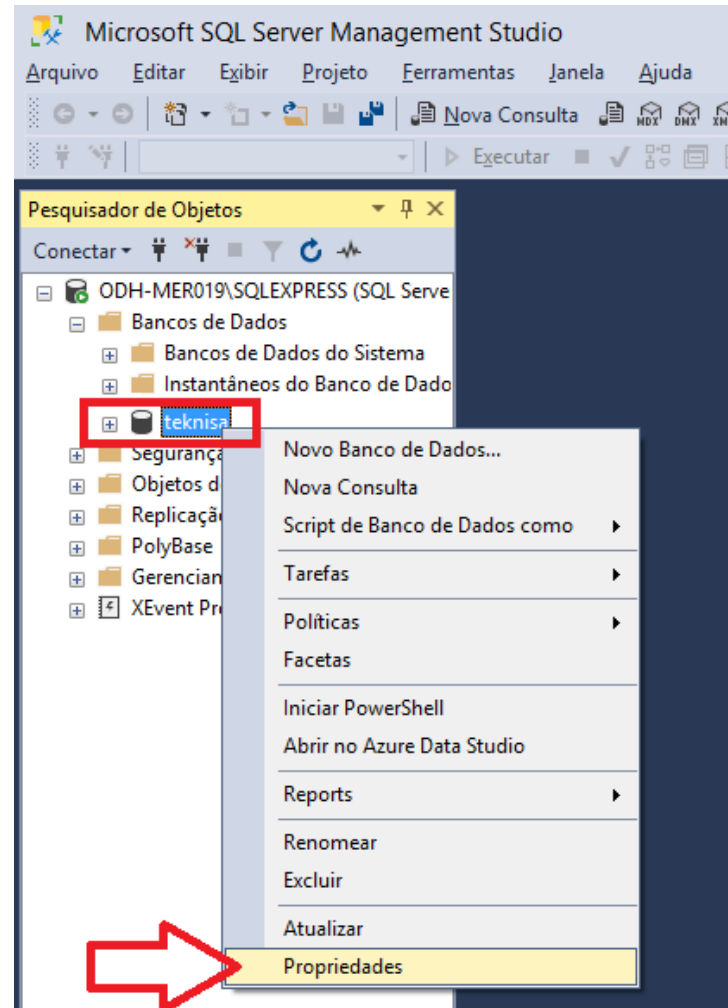 Microsoft SQL Server Management Studio
Arquivo Editar Exibir Projeto Ferramentas Janela Ajuda
Nova Consulta MDX DMX
Executar
Pesquisador de Objetos
Conectar
ODH-MER019\SQLEXPRESS (SQL Serve
Bancos de Dados
Bancos de Dados do Sistema
Instantâneos do Banco de Dado
teknisa
Segurança
Objetos d
Replicaçã
PolyBase
Gerencian
XEvent Pr
Novo Banco de Dados...
Nova Consulta
Script de Banco de Dados como
Tarefas
Políticas
Facetas
Iniciar PowerShell
Abrir no Azure Data Studio
Reports
Renomear
Excluir
Atualizar
Propriedades